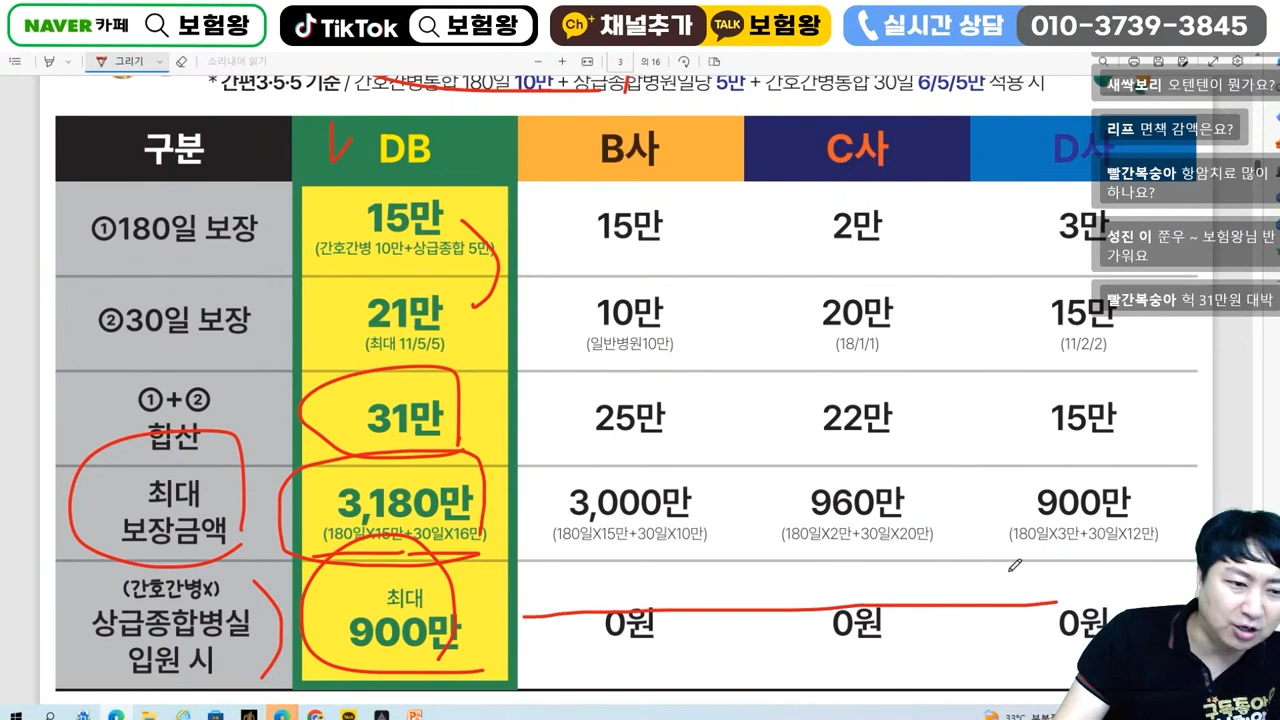 NAVER 카페 보험왕
TikTok 보험왕
Ch+ 채널추가 TALK 보험왕
실시간 상담 010-3739-3845
그리기
소리내어 읽기
3 의 16
* 간편3·5·5 기준 / 간호간병통합 180일 10만 + 상급종합병원일당 5만 + 간호간병통합 30일 6/5/5만 적용 시
새싹보리 오텐텐이 뭔가요?
리프 면책 감액은요?
빨간복숭아 항암치료 많이
하나요?
성진 이 쭌우 ~ 보험왕님 반
가워요
빨간복숭아 헉 31만원 대박
구분 DB B사 C사 D사
①180일 보장 15만 15만 2만 3만
(간호간병 10만+상급종합 5만)
②30일 보장 21만 10만 20만 15만
(최대 11/5/5) (일반병원10만) (18/1/1) (11/2/2)
①+②
합산
31만 25만 22만 15만
최대
보장금액
3,180만 3,000만 960만 900만
(180일X15만+30일X16만) (180일X15만+30일X10만) (180일X2만+30일X20만) (180일X3만+30일X12만)
(간호간병X)
상급종합병실
입원 시
최대
900만 0원 0원 0원
33°C